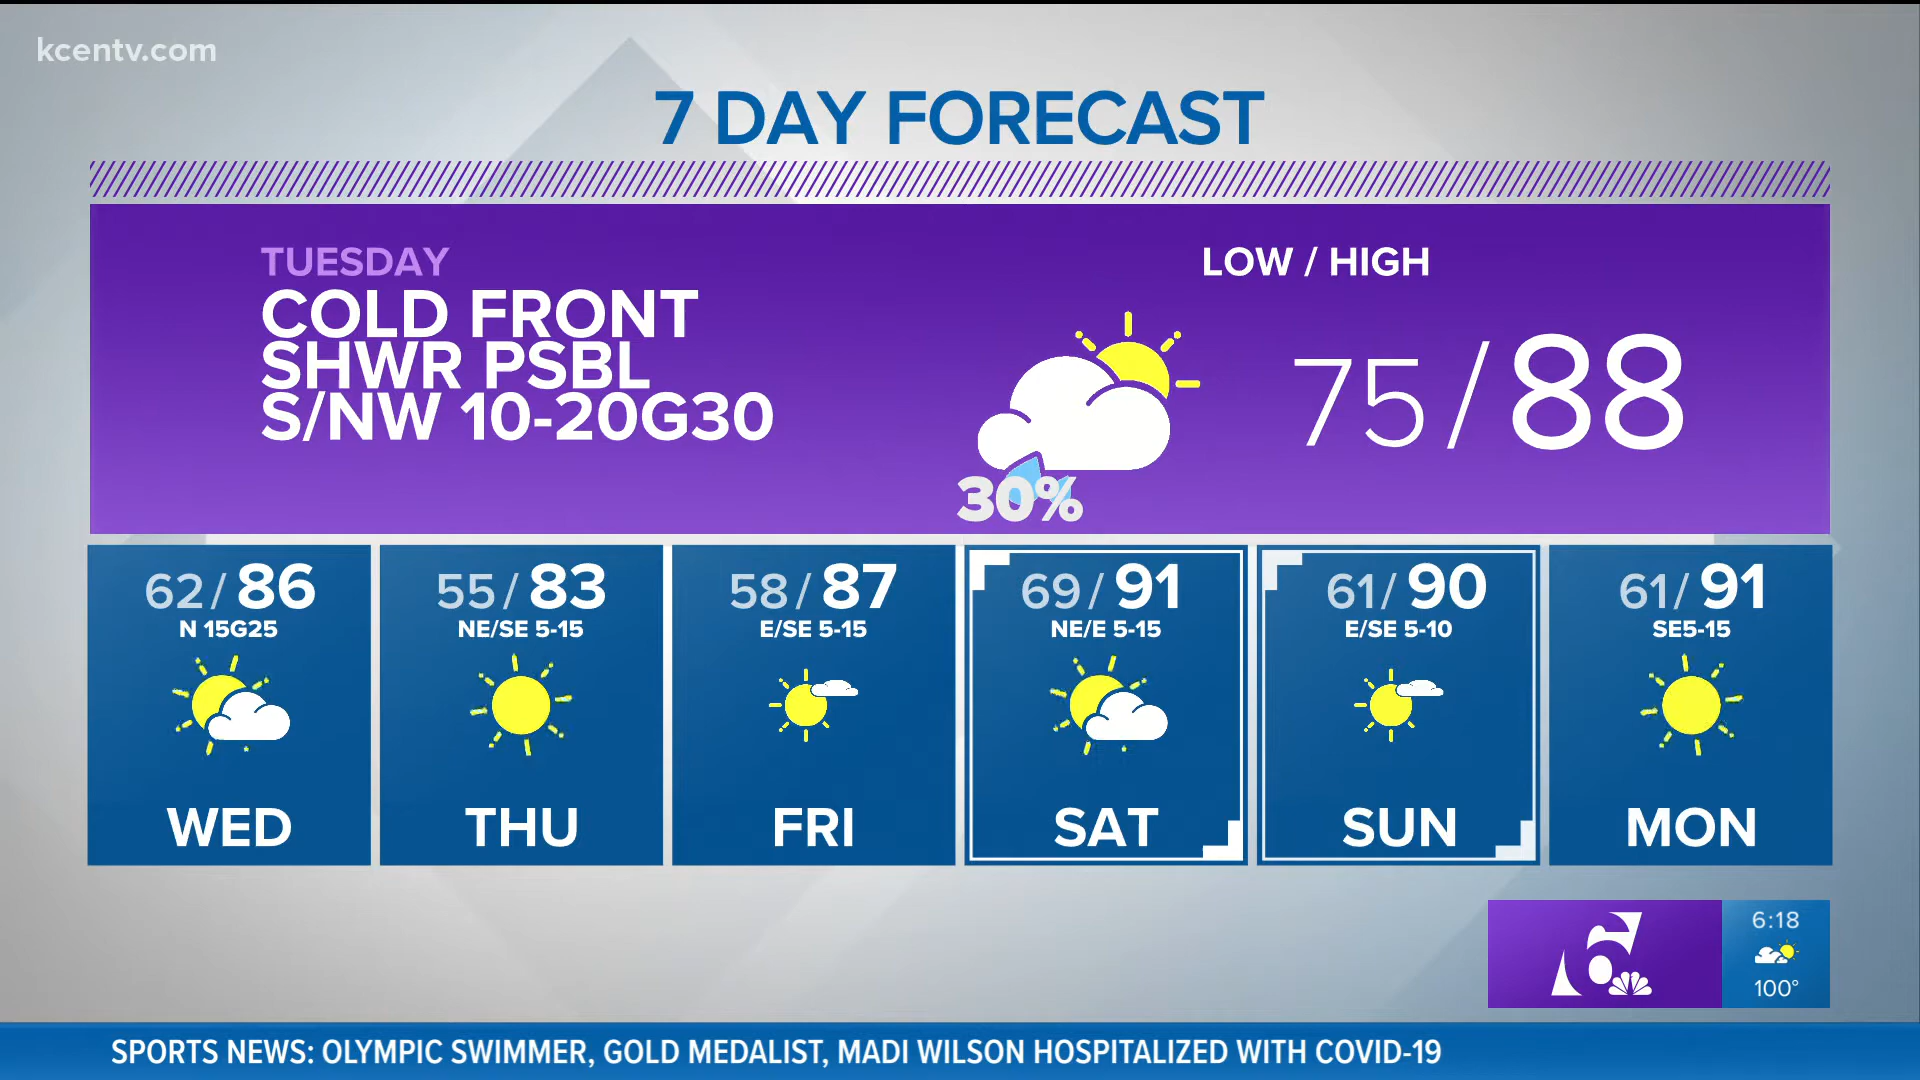 kcentv.com
7 DAY FORECAST
TUESDAY
COLD FRONT
SHWR PSBL
S/NW 10-20G30
30%
LOW / HIGH
75/88
62/86
N 15G25
WED
55/83
NE/SE 5-15
THU
58/87
E/SE 5-15
FRI
69/91
NE/E 5-15
SAT
61/90
E/SE 5-10
SUN
61/91
SE5-15
MON
6
6:18
100°
SPORTS NEWS: OLYMPIC SWIMMER, GOLD MEDALIST, MADI WILSON HOSPITALIZED WITH COVID-19